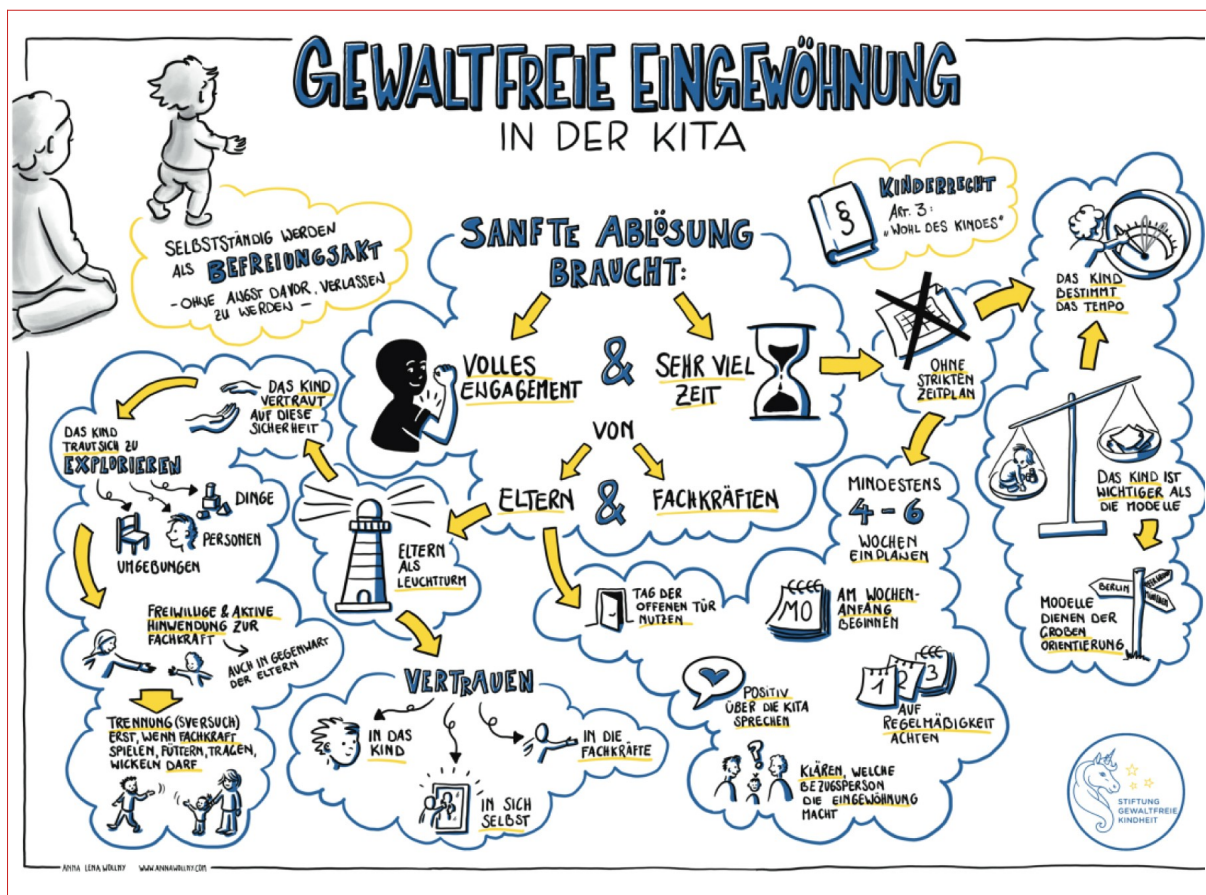 GEWALTFREIE EINGEWÖHNUNG
IN DER KITA
SELBSTSTÄNDIG WERDEN
ALS BEFREIUNGSAKT
- OHNE ANGST DAVOR, VERLASSEN
ZU WERDEN -
SANFTE ABLÖSUNG
BRAUCHT:
VOLLES
ENGAGEMENT
&
SEHR VIEL
ZEIT
VON
ELTERN
&
FACHKRÄFTEN
§
KINDERRECHT
ART. 3:
„WOHL DES KINDES“
OHNE
STRIKTEN
ZEITPLAN
DAS KIND
BESTIMMT
DAS TEMPO
DAS KIND IST
WICHTIGER ALS
DIE MODELLE
MODELLE
DIENEN DER
GROBEN
ORIENTIERUNG
BERLIN
PEERGROUP
MÜNCHEN
MINDESTENS
4 - 6
WOCHEN
EINPLANEN
MO
AM WOCHEN-
ANFANG
BEGINNEN
1 2 3
AUF
REGELMÄßIGKEIT
ACHTEN
TAG DER
OFFENEN TÜR
NUTZEN
POSITIV
ÜBER DIE KITA
SPRECHEN
?
KLÄREN, WELCHE
BEZUGSPERSON
DIE EINGEWÖHNUNG
MACHT
ELTERN
ALS
LEUCHTTURM
DAS KIND
VERTRAUT
AUF DIESE
SICHERHEIT
DAS KIND
TRAUT SICH ZU
EXPLORIEREN
DINGE
PERSONEN
UMGEBUNGEN
FREIWILLIGE & AKTIVE
HINWENDUNG ZUR
FACHKRAFT
AUCH IN GEGENWART
DER ELTERN
TRENNUNG(SVERSUCH)
ERST, WENN FACHKRAFT
SPIELEN, FÜTTERN, TRAGEN,
WICKELN DARF
VERTRAUEN
IN DAS
KIND
IN SICH
SELBST
IN DIE
FACHKRÄFTE
STIFTUNG
GEWALTFREIE
KINDHEIT
ANNA LENA WOLLNY WWW.ANNAWOLLNY.COM